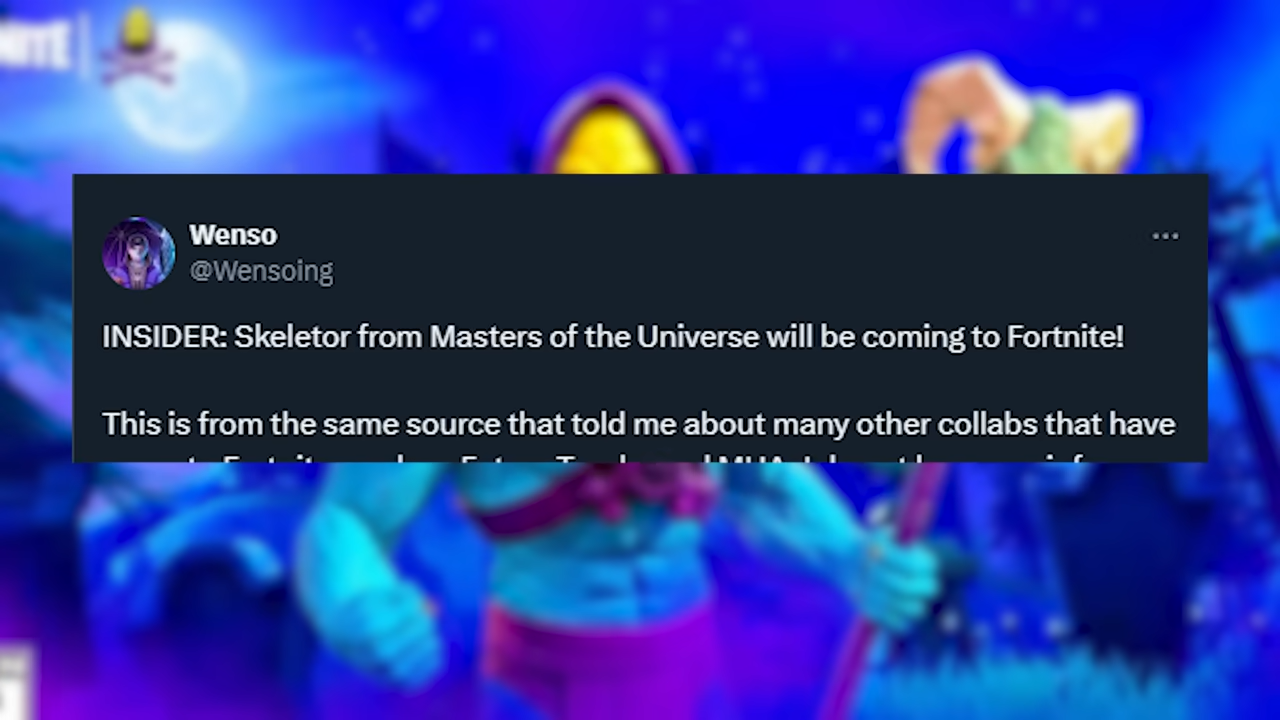 Wenso
@Wensoing
INSIDER: Skeletor from Masters of the Universe will be coming to Fortnite!
This is from the same source that told me about many other collabs that have